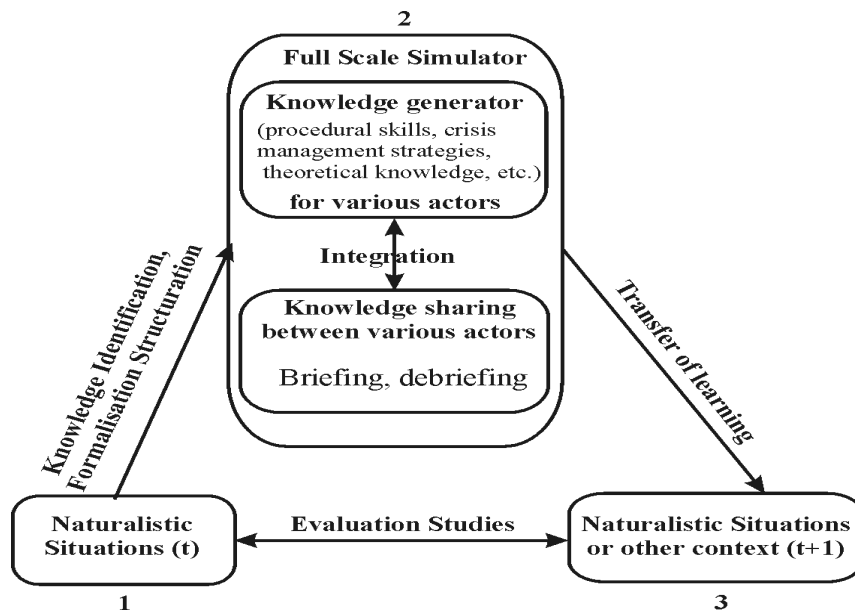 2
Full Scale Simulator
Knowledge generator
(procedural skills, crisis
management strategies,
theoretical knowledge, etc.)
for various actors
Integration
Knowledge sharing
between various actors
Briefing, debriefing
Knowledge Identification,
Formalisation Structuration
Transfer of learning
Naturalistic
Situations (t)
Evaluation Studies
Naturalistic Situations
or other context (t+1)
1
3